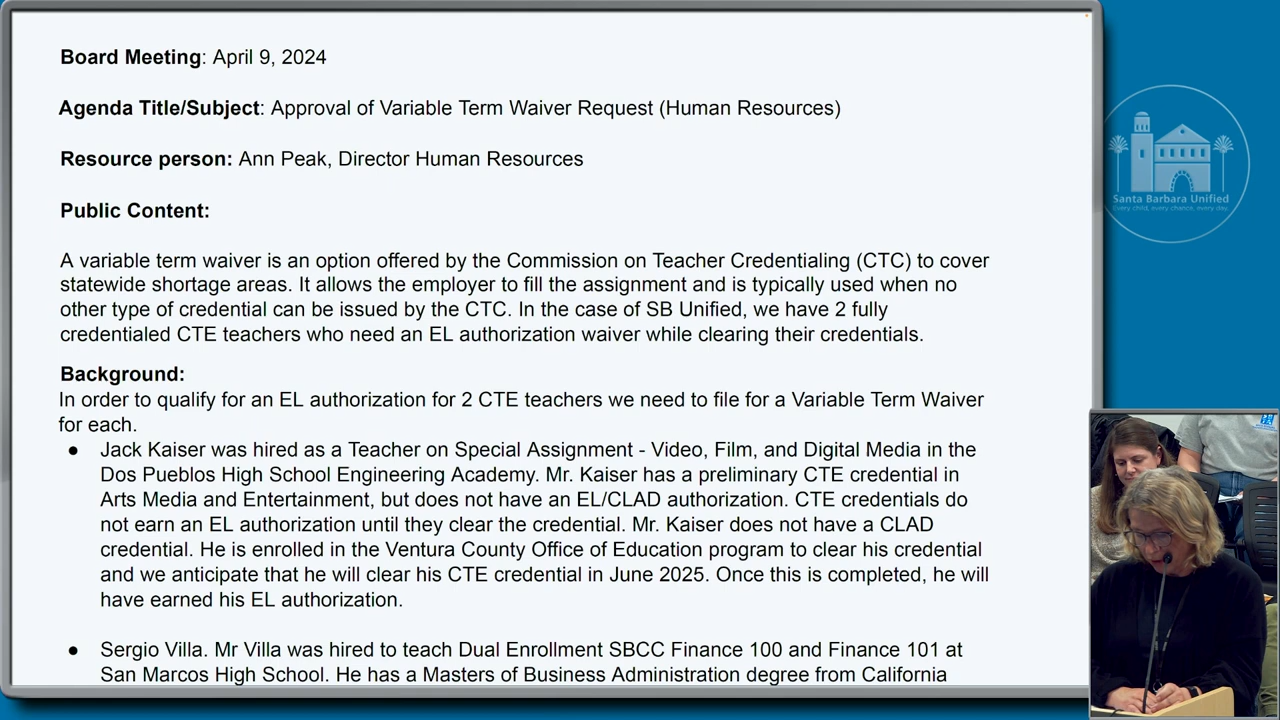 Board Meeting: April 9, 2024
Agenda Title/Subject: Approval of Variable Term Waiver Request (Human Resources)
Resource person: Ann Peak, Director Human Resources
Public Content:
A variable term waiver is an option offered by the Commission on Teacher Credentialing (CTC) to cover
statewide shortage areas. It allows the employer to fill the assignment and is typically used when no
other type of credential can be issued by the CTC. In the case of SB Unified, we have 2 fully
credentialed CTE teachers who need an EL authorization waiver while clearing their credentials.
Background:
In order to qualify for an EL authorization for 2 CTE teachers we need to file for a Variable Term Waiver
for each.
● Jack Kaiser was hired as a Teacher on Special Assignment - Video, Film, and Digital Media in the
Dos Pueblos High School Engineering Academy. Mr. Kaiser has a preliminary CTE credential in
Arts Media and Entertainment, but does not have an EL/CLAD authorization. CTE credentials do
not earn an EL authorization until they clear the credential. Mr. Kaiser does not have a CLAD
credential. He is enrolled in the Ventura County Office of Education program to clear his credential
and we anticipate that he will clear his CTE credential in June 2025. Once this is completed, he will
have earned his EL authorization.
● Sergio Villa. Mr Villa was hired to teach Dual Enrollment SBCC Finance 100 and Finance 101 at
San Marcos High School. He has a Masters of Business Administration degree from California
Santa Barbara Unified
Every child, every chance, every day.